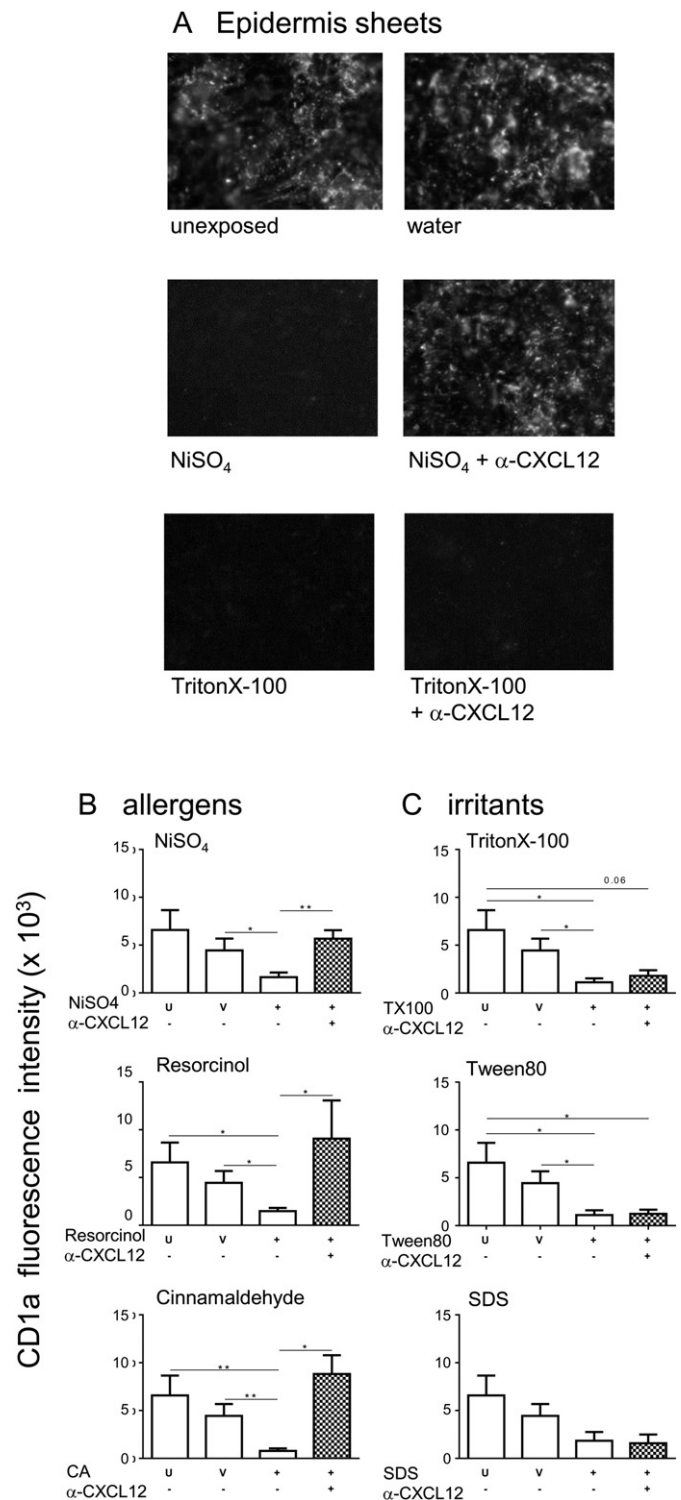 A Epidermis sheets
unexposed
water
NiSO₄
NiSO₄ + α-CXCL12
TritonX-100
TritonX-100
+ α-CXCL12
CD1a fluorescence intensity (x 10³)
B allergens
NiSO₄
15
10
5
0
NiSO4 U V + +
α-CXCL12 - - - +
* **
Resorcinol
15
10
5
0
Resorcinol U V + +
α-CXCL12 - - - +
* * *
Cinnamaldehyde
15
10
5
0
CA U V + +
α-CXCL12 - - - +
** ** *
C irritants
TritonX-100
15
10
5
0
0.06
* *
TX100 U V + +
α-CXCL12 - - - +
Tween80
15
10
5
0
* * *
Tween80 U V + +
α-CXCL12 - - - +
SDS
15
10
5
0
SDS U V + +
α-CXCL12 - - - +